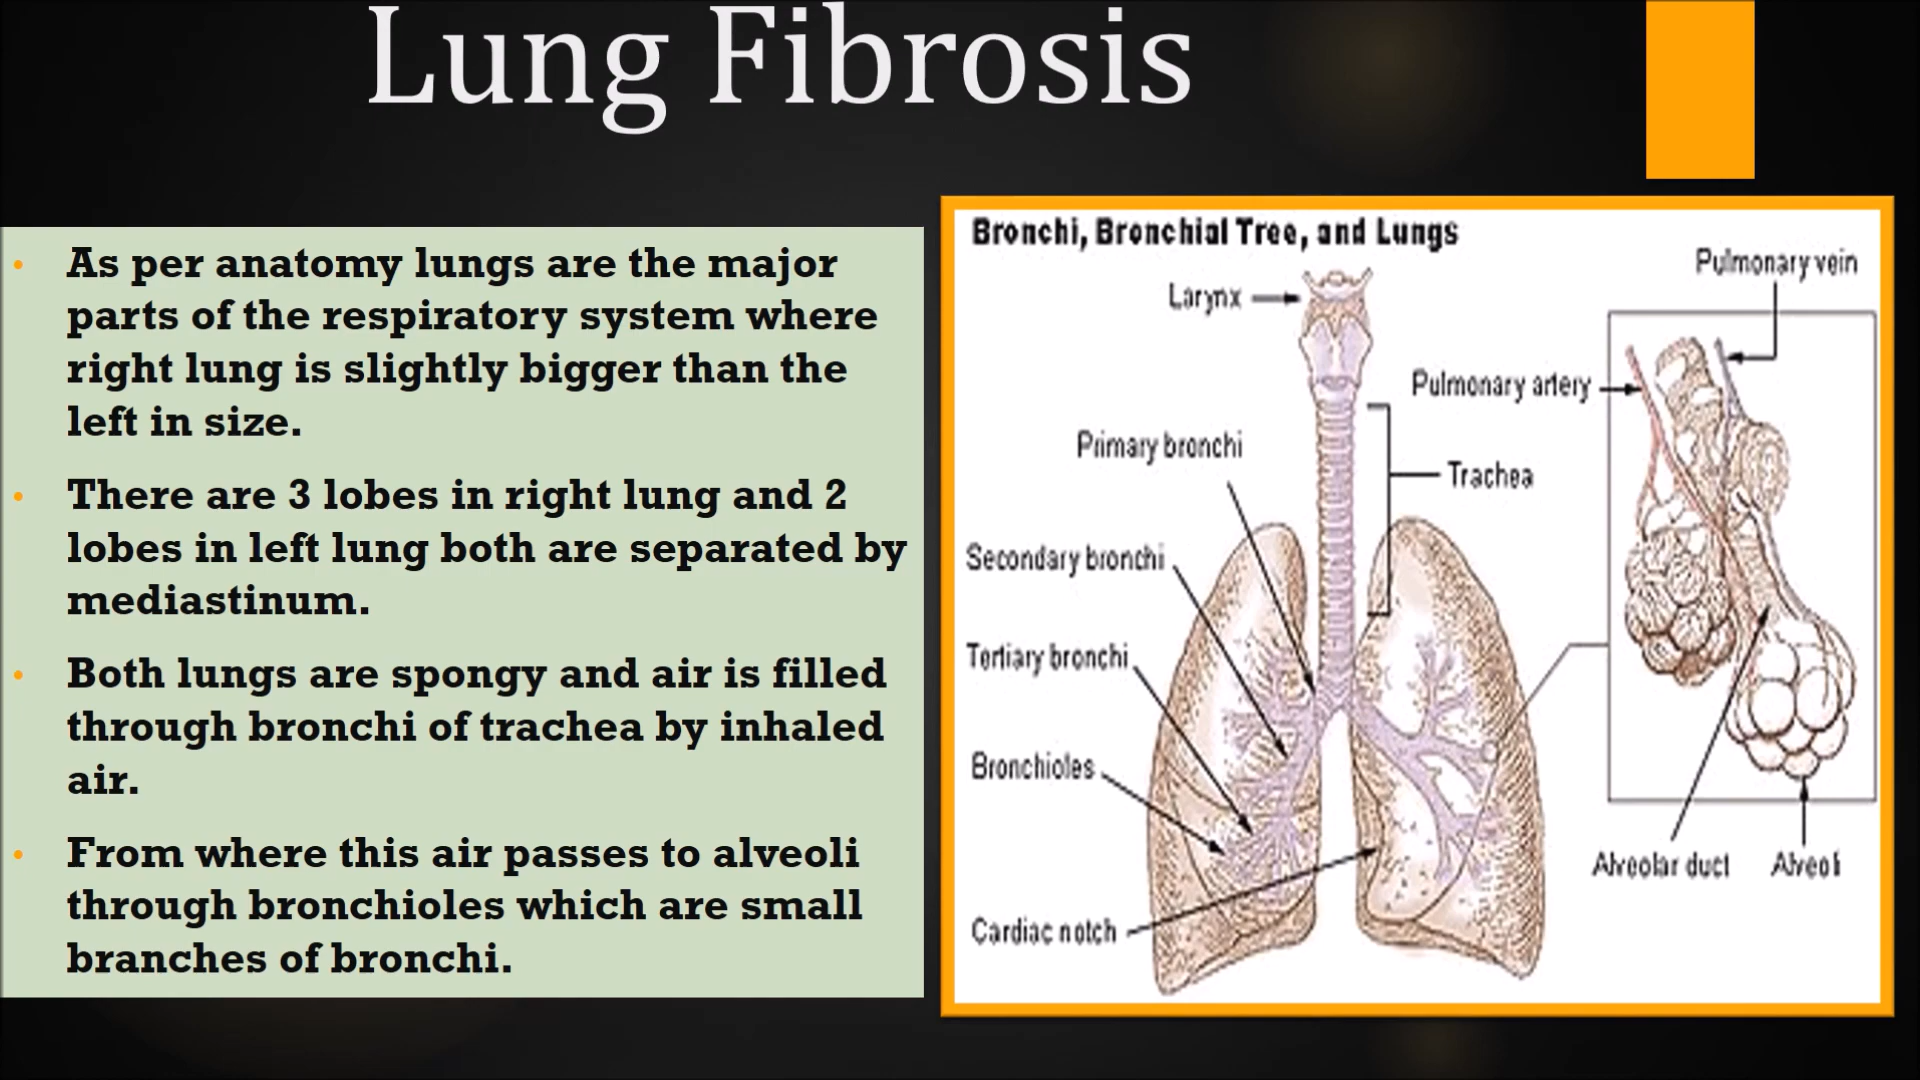 Lung Fibrosis
• As per anatomy lungs are the major
parts of the respiratory system where
right lung is slightly bigger than the
left in size.
• There are 3 lobes in right lung and 2
lobes in left lung both are separated by
mediastinum.
• Both lungs are spongy and air is filled
through bronchi of trachea by inhaled
air.
• From where this air passes to alveoli
through bronchioles which are small
branches of bronchi.
Bronchi, Bronchial Tree, and Lungs
Pulmonary vein
Larynx
Pulmonary artery
Primary bronchi
Trachea
Secondary bronchi
Tertiary bronchi
Bronchioles
Alveolar duct
Alveoli
Cardiac notch